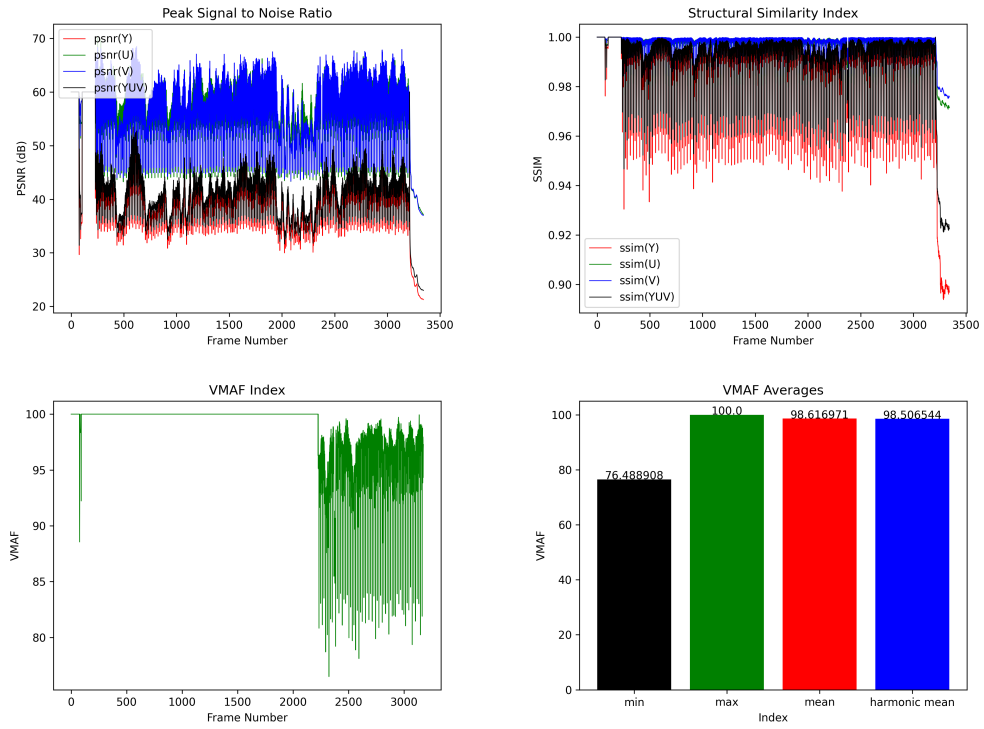 Peak Signal to Noise Ratio
psnr(Y)
psnr(U)
psnr(V)
psnr(YUV)
PSNR (dB)
70
60
50
40
30
20
0 500 1000 1500 2000 2500 3000 3500
Frame Number
Structural Similarity Index
SSIM
1.00
0.98
0.96
0.94
0.92
0.90
ssim(Y)
ssim(U)
ssim(V)
ssim(YUV)
0 500 1000 1500 2000 2500 3000 3500
Frame Number
VMAF Index
VMAF
100
95
90
85
80
0 500 1000 1500 2000 2500 3000
Frame Number
VMAF Averages
VMAF
100
80
60
40
20
0
76.488908
100.0
98.616971
98.506544
min max mean harmonic mean
Index